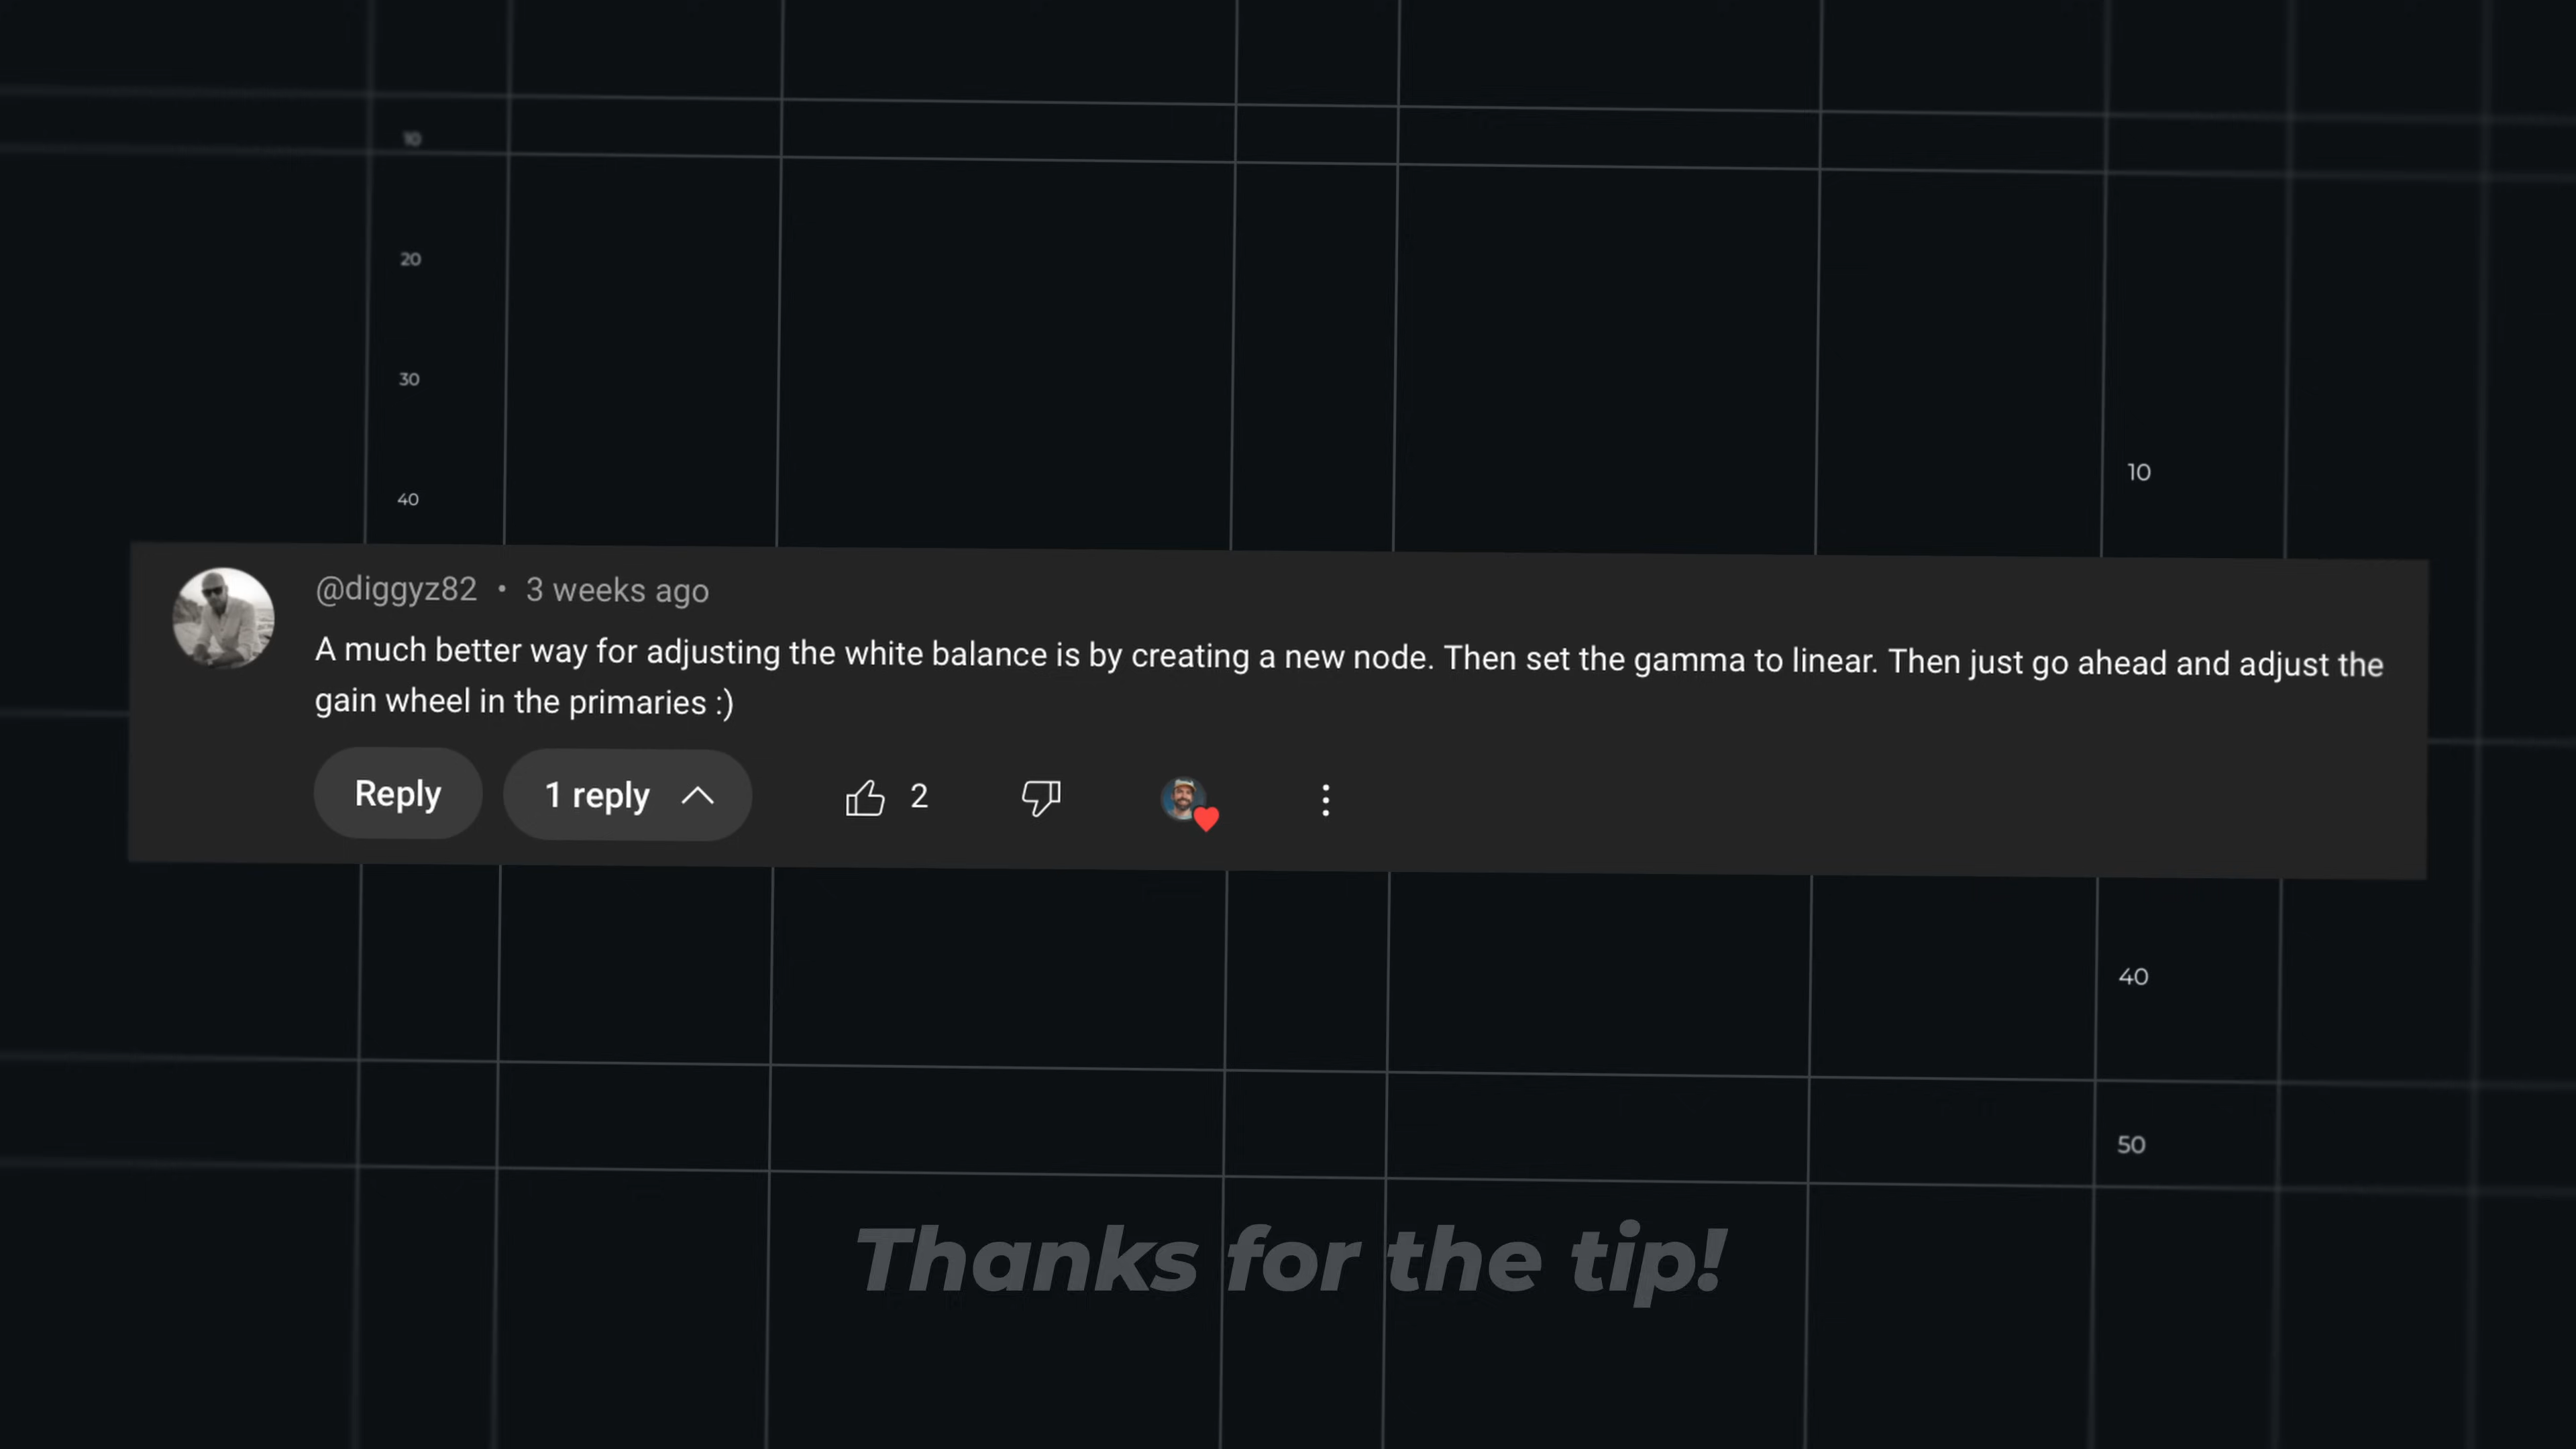 10
20
30
40
10
@diggyz82 • 3 weeks ago
A much better way for adjusting the white balance is by creating a new node. Then set the gamma to linear. Then just go ahead and adjust the
gain wheel in the primaries :)
Reply
1 reply
2
40
50
Thanks for the tip!